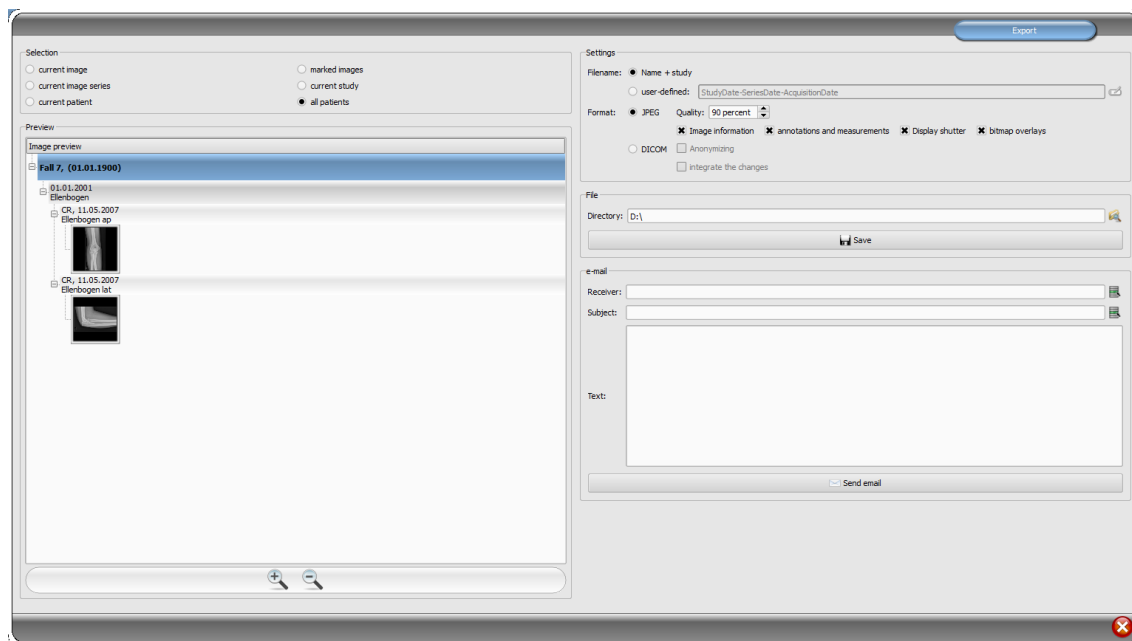 Export
Selection
current image
marked images
current image series
current study
current patient
all patients
Preview
Image preview
Fall 7, (01.01.1900)
01.01.2001
Ellenbogen
CR, 11.05.2007
Ellenbogen ap
CR, 11.05.2007
Ellenbogen lat
Settings
Filename: Name + study
user-defined: StudyDate-SeriesDate-AcquisitionDate
Format: JPEG Quality: 90 percent
Image information annotations and measurements Display shutter bitmap overlays
DICOM Anonymizing
integrate the changes
File
Directory: D:\
Save
e-mail
Receiver:
Subject:
Text:
Send email